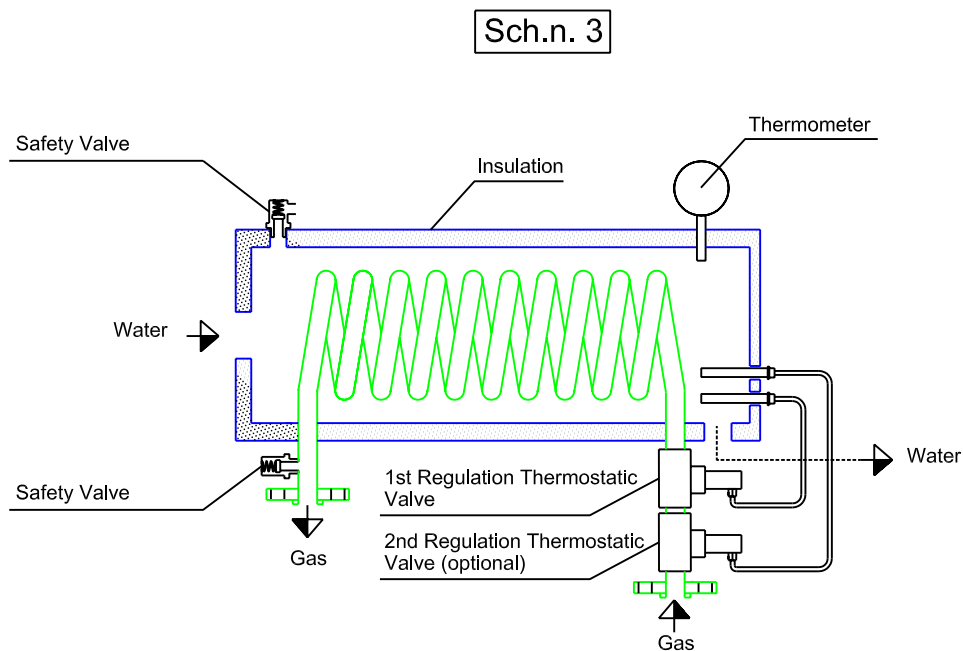 Sch.n. 3
Thermometer
Safety Valve
Insulation
Water
Water
1st Regulation Thermostatic
Valve
Safety Valve
2nd Regulation Thermostatic
Valve (optional)
Gas
Gas